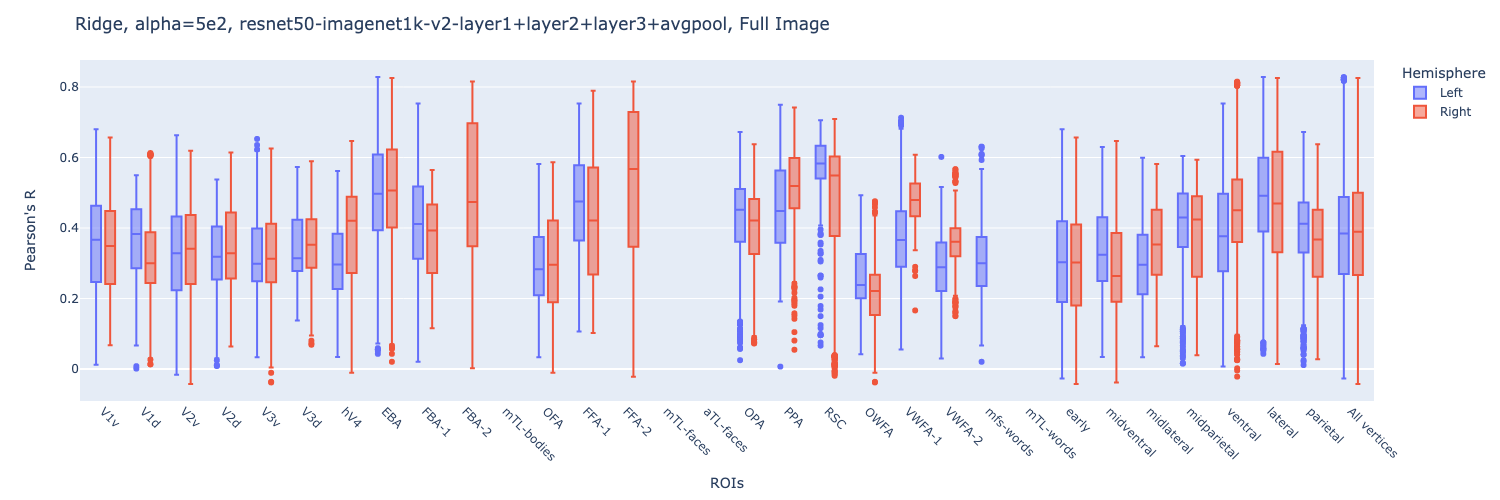 Ridge, alpha=5e2, resnet50-imagenet1k-v2-layer1+layer2+layer3+avgpool, Full Image
Hemisphere
Left
Right
Pearson's R
0.8
0.6
0.4
0.2
0
V1v
V1d
V2v
V2d
V3v
V3d
hV4
EBA
FBA-1
FBA-2
mTL-bodies
OFA
FFA-1
FFA-2
mTL-faces
aTL-faces
OPA
PPA
RSC
OWFA
VWFA-1
VWFA-2
mfs-words
mTL-words
early
midventral
midlateral
midparietal
ventral
lateral
parietal
All vertices
ROIs